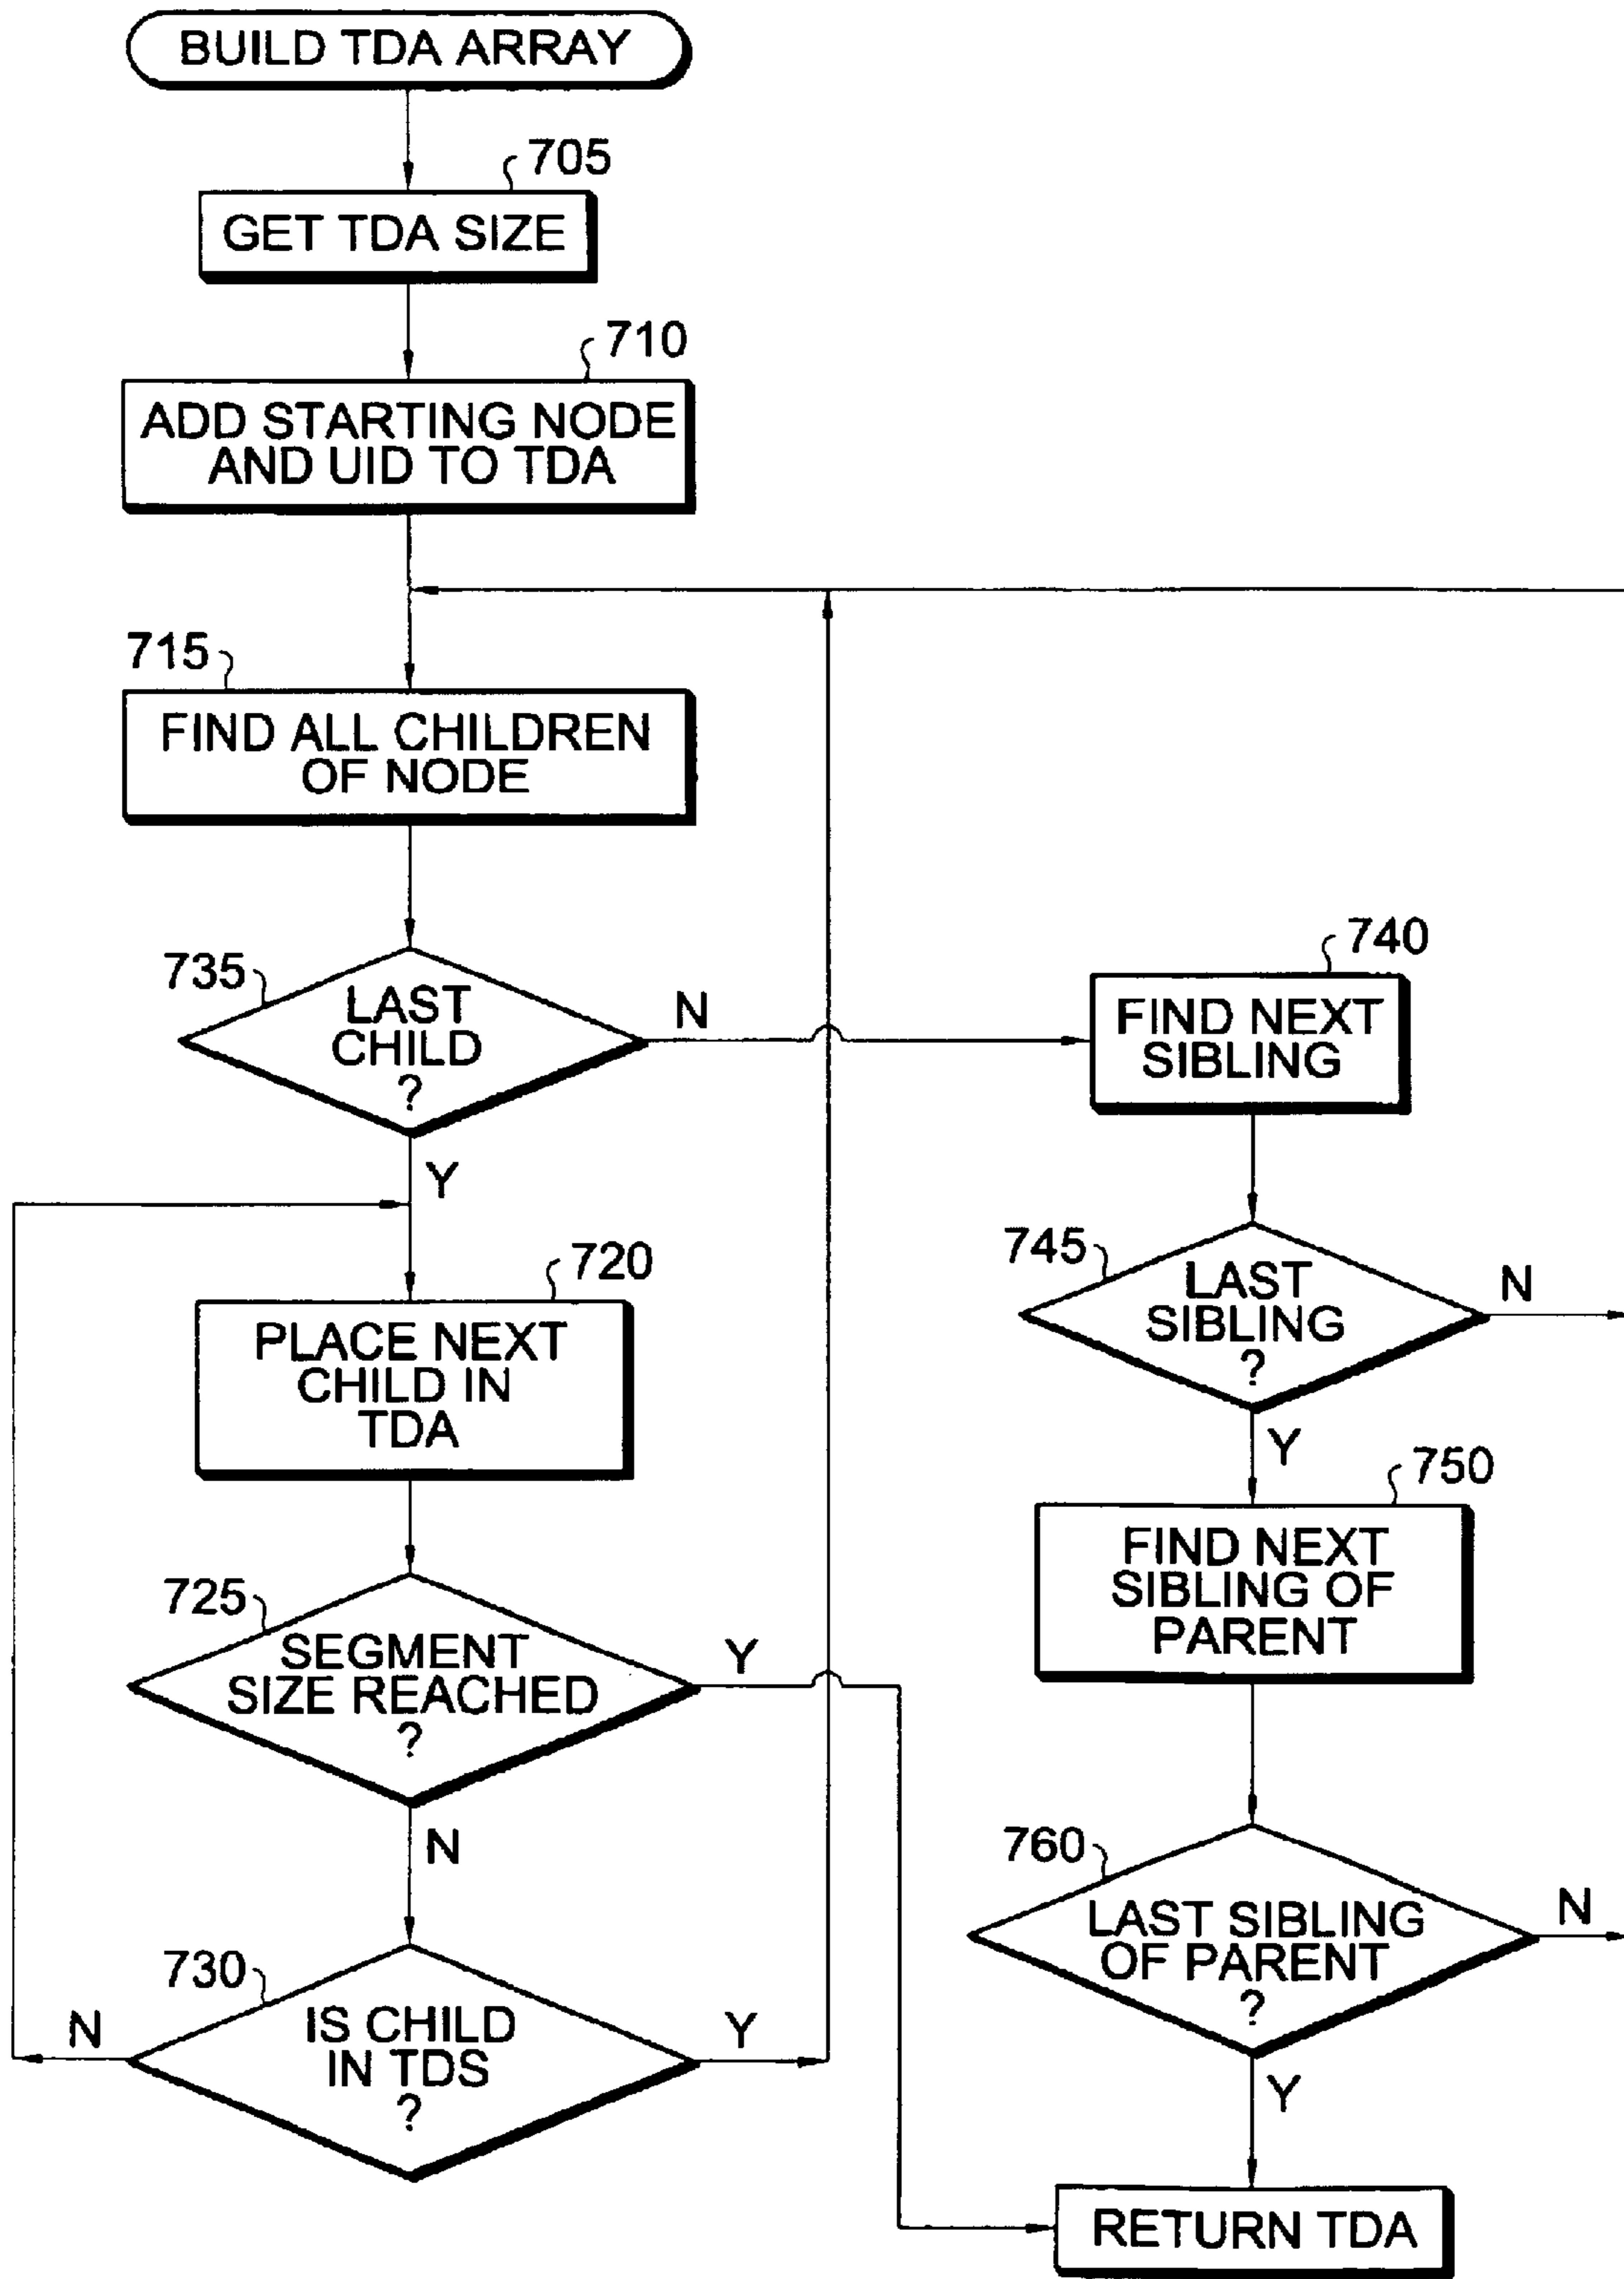 BUILD TDA ARRAY
705
GET TDA SIZE
710
ADD STARTING NODE
AND UID TO TDA
715
FIND ALL CHILDREN
OF NODE
735
LAST
CHILD
?
N
Y
720
PLACE NEXT
CHILD IN
TDA
725
SEGMENT
SIZE REACHED
?
Y
N
730
IS CHILD
IN TDS
?
N
Y
740
FIND NEXT
SIBLING
745
LAST
SIBLING
?
N
Y
750
FIND NEXT
SIBLING OF
PARENT
760
LAST SIBLING
OF PARENT
?
N
Y
RETURN TDA